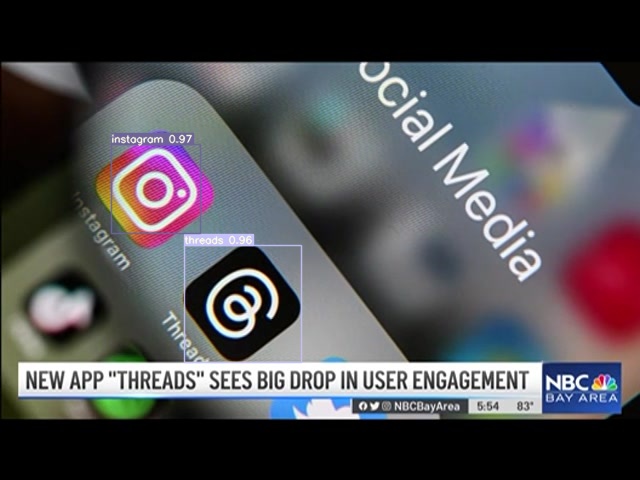 ocial Media
instagram 0.97
Instagram
threads 0.96
Threads
NEW APP "THREADS" SEES BIG DROP IN USER ENGAGEMENT
NBC
BAY AREA
NBCBayArea
5:54
83°